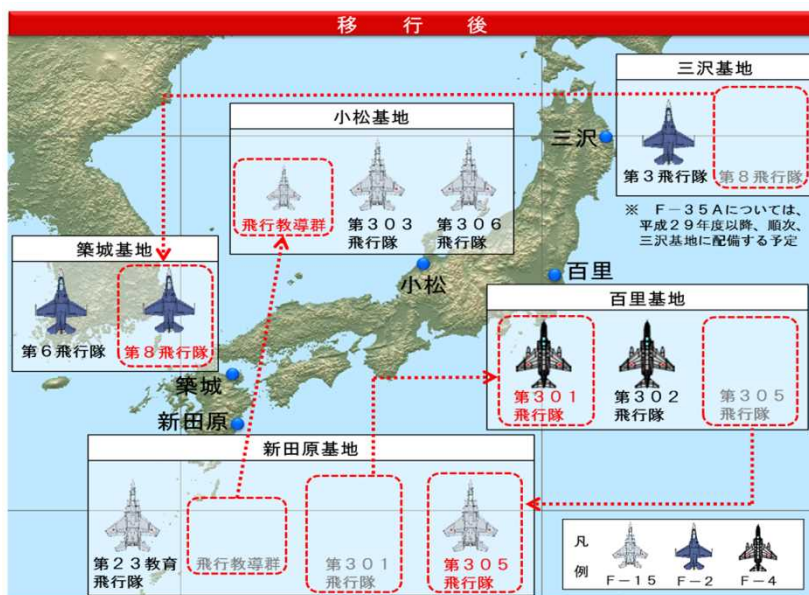 移行後
三沢基地
第３飛行隊
第８飛行隊
※ Ｆ－３５Ａについては、
平成２９年度以降、順次、
三沢基地に配備する予定
三沢
小松基地
飛行教導群
第３０３
飛行隊
第３０６
飛行隊
小松
百里
築城基地
第６飛行隊
第８飛行隊
築城
新田原
百里基地
第３０１
飛行隊
第３０２
飛行隊
第３０５
飛行隊
新田原基地
第２３教育
飛行隊
飛行教導群
第３０１
飛行隊
第３０５
飛行隊
凡例
Ｆ－１５
Ｆ－２
Ｆ－４